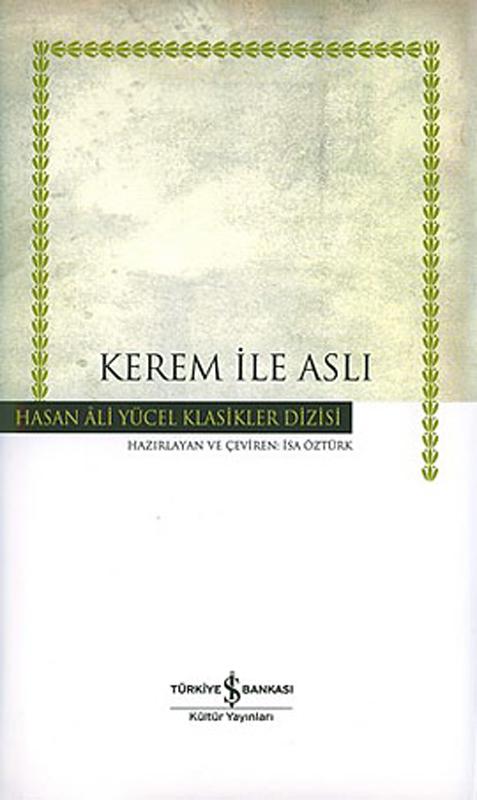 KEREM İLE ASLI
HASAN ÂLİ YÜCEL KLASİKLER DİZİSİ
HAZIRLAYAN VE ÇEVİREN: İSA ÖZTÜRK
TÜRKİYE İŞ BANKASI
Kültür Yayınları